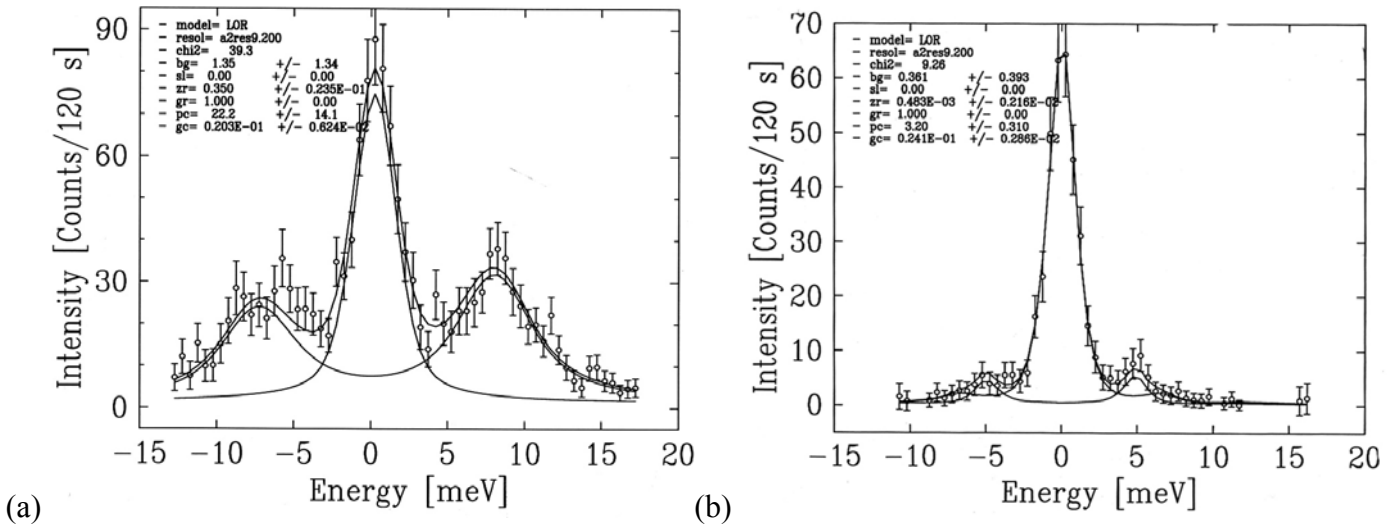 90
60
30
0
Intensity [Counts/120 s]
− model= LOR
− resol= a2res9.200
− chi2= 39.3
− bg= 1.35 +/− 1.34
− sl= 0.00 +/− 0.00
− zr= 0.350 +/− 0.235E−01
− gr= 1.000 +/− 0.00
− pc= 22.2 +/− 14.1
− gc= 0.203E−01 +/− 0.624E−02
−15 −10 −5 0 5 10 15 20
Energy [meV]
(a)
70
60
50
40
30
20
10
0
Intensity [Counts/120 s]
− model= LOR
− resol= a2res9.200
− chi2= 9.26
− bg= 0.361 +/− 0.393
− sl= 0.00 +/− 0.00
− zr= 0.483E−03 +/− 0.216E−02
− gr= 1.000 +/− 0.00
− pc= 3.20 +/− 0.310
− gc= 0.241E−01 +/− 0.286E−02
−15 −10 −5 0 5 10 15 20
Energy [meV]
(b)